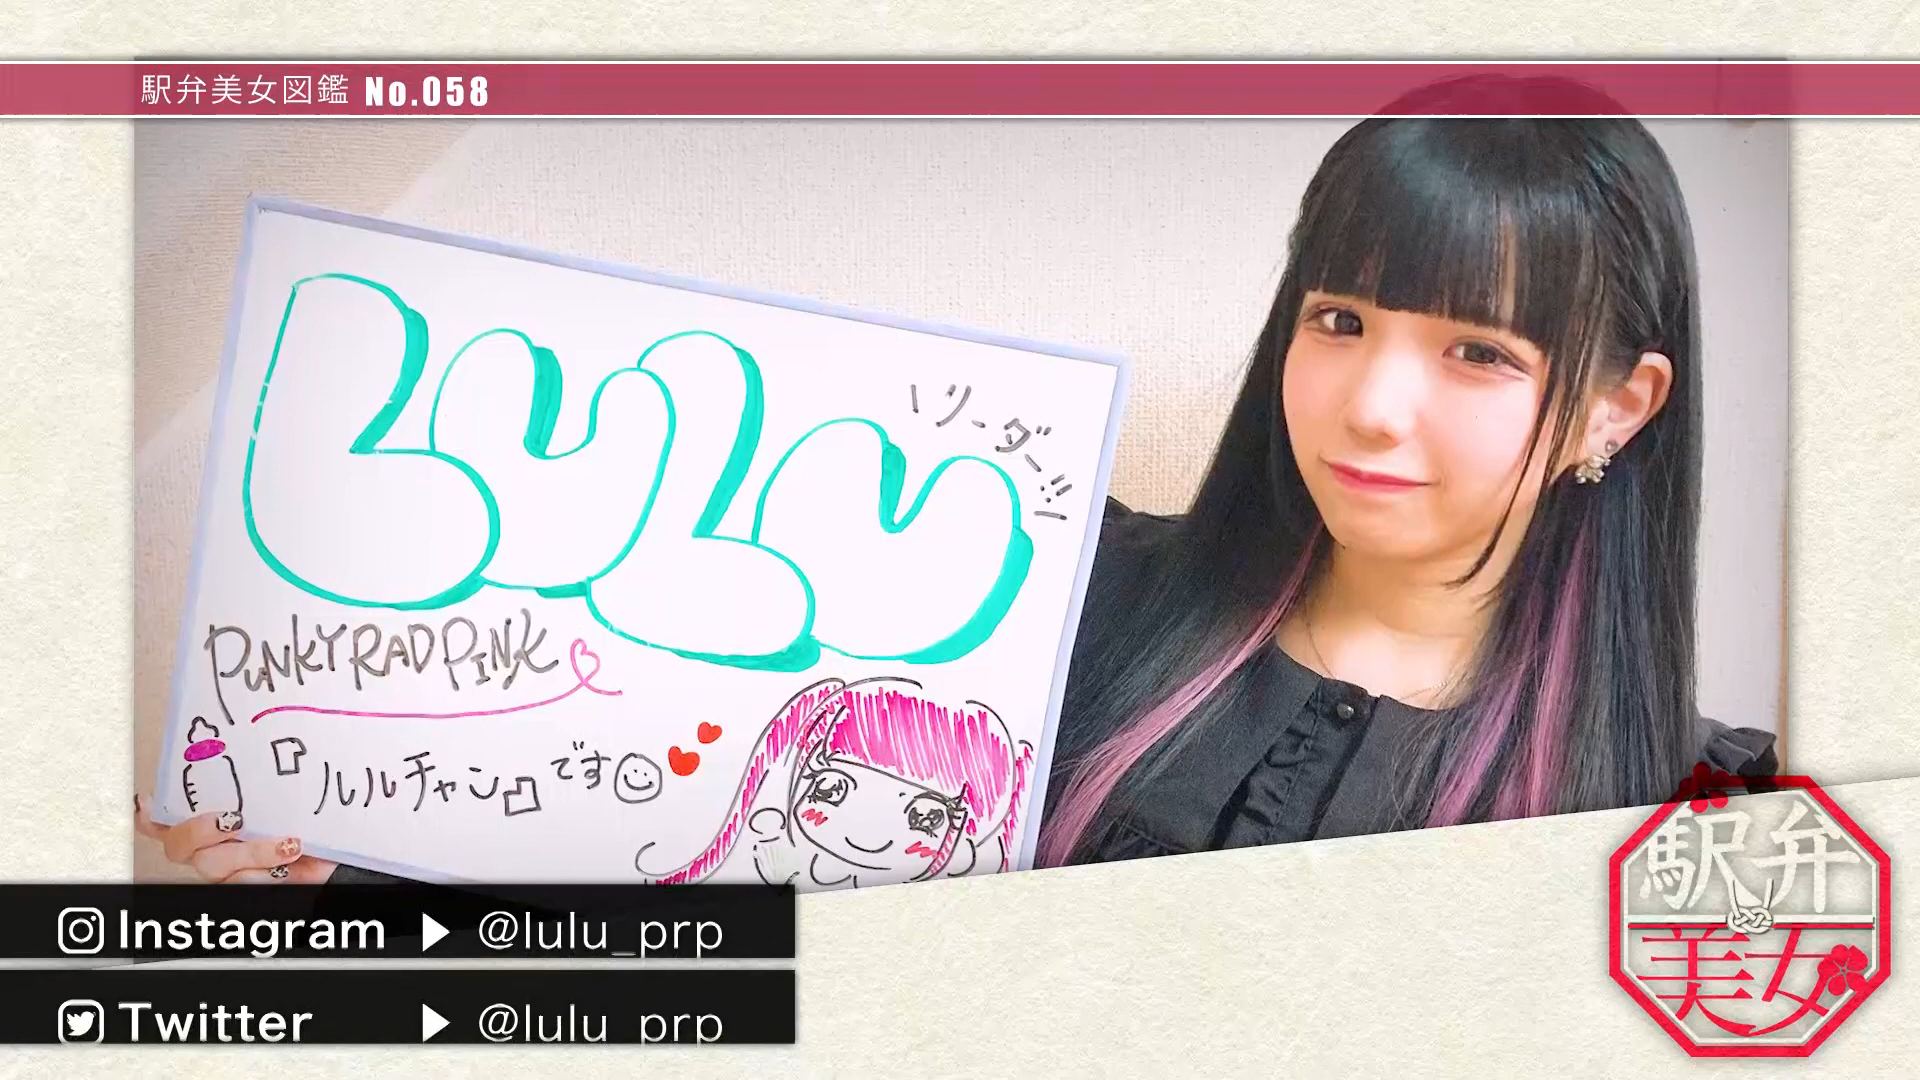 駅弁美女図鑑 No.058
LULU
\リーダー!!!/
PUNKY RAD PINK
『ルルチャン』です
Instagram ▶ @lulu_prp
Twitter ▶ @lulu_prp
駅弁
美女